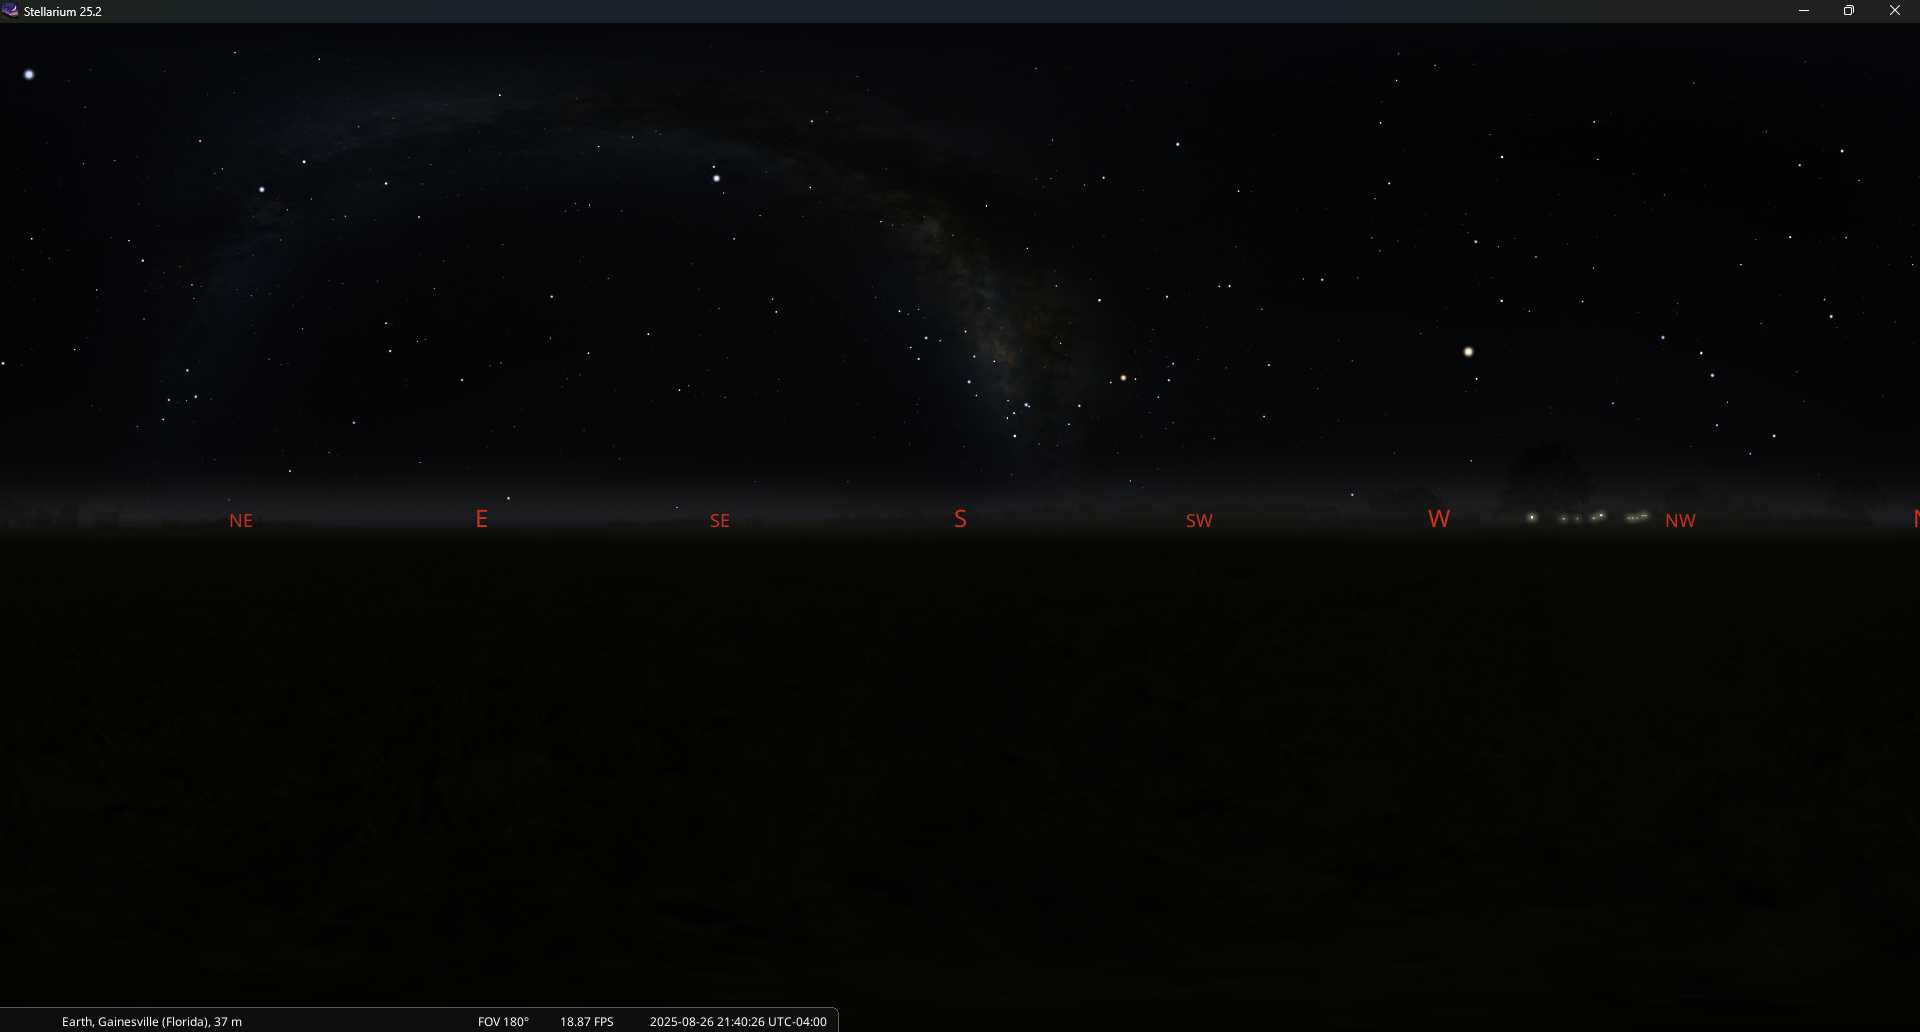 Stellarium 25.2
NE E SE S SW W NW N
Earth, Gainesville (Florida), 37 m FOV 180° 18.87 FPS 2025-08-26 21:40:26 UTC-04:00